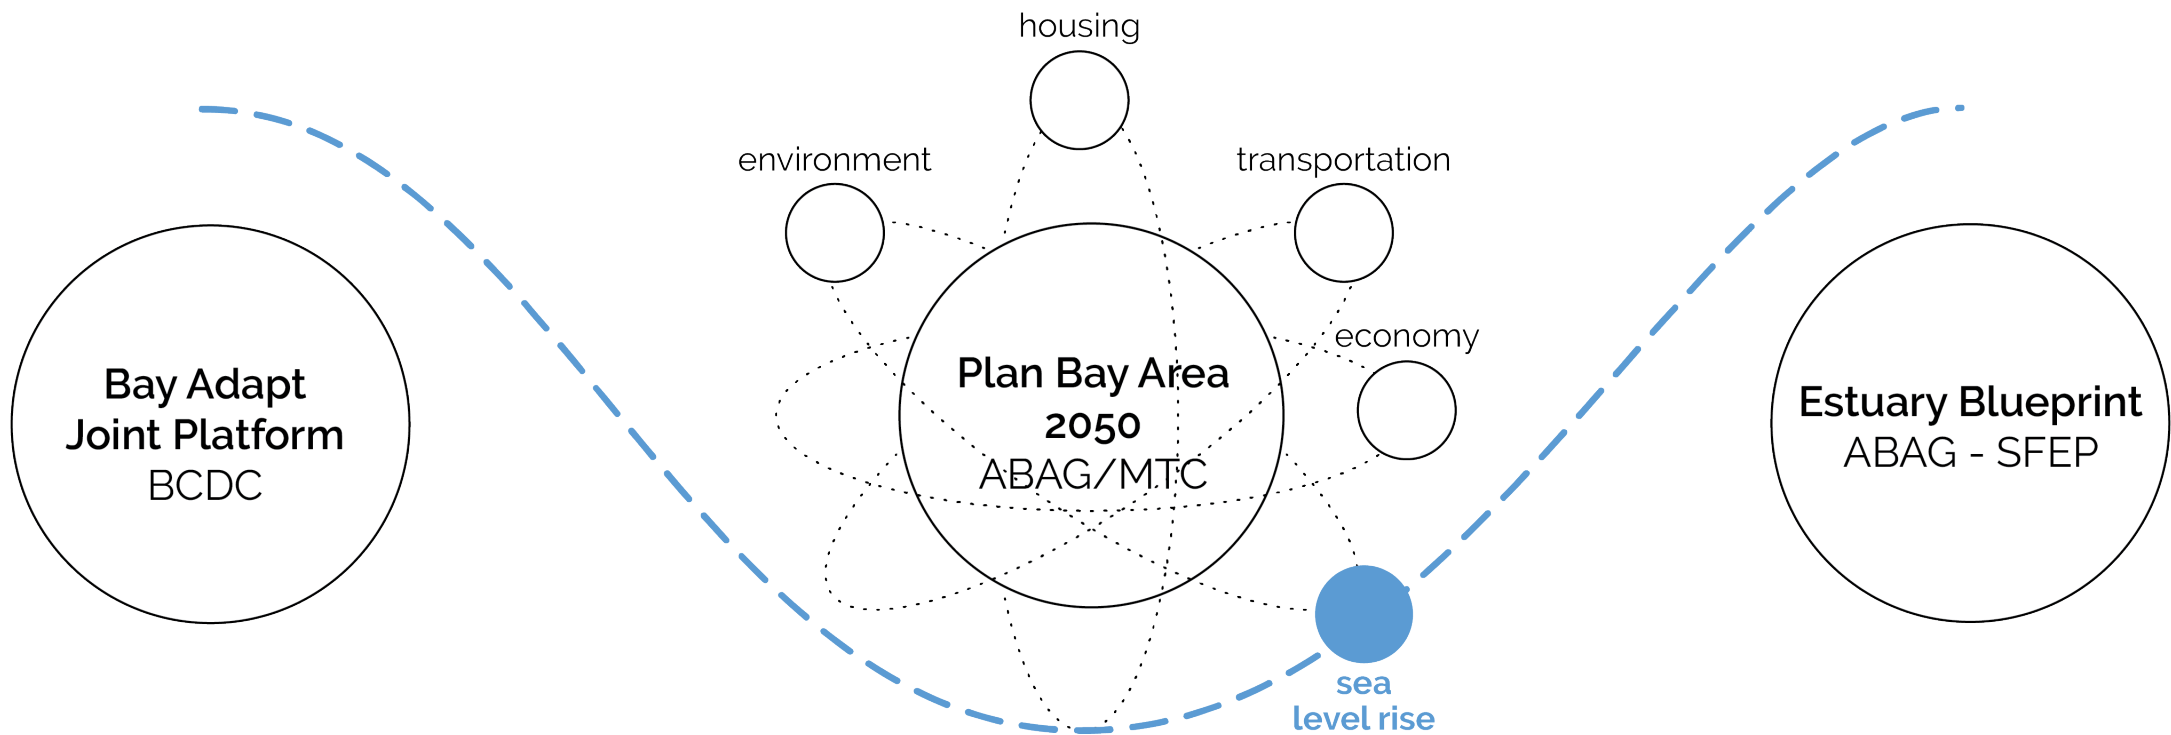 housing
environment
transportation
economy
Bay Adapt
Joint Platform
BCDC
Plan Bay Area
2050
ABAG/MTC
Estuary Blueprint
ABAG - SFEP
sea
level rise